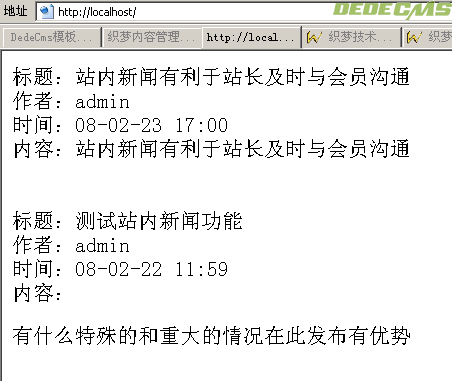 地址 http://localhost/
DEDECMS
DedeCms模板... 织梦内容管理... http://local... 织梦技术... 织梦
标题：站内新闻有利于站长及时与会员沟通
作者：admin
时间：08-02-23 17:00
内容：站内新闻有利于站长及时与会员沟通
标题：测试站内新闻功能
作者：admin
时间：08-02-22 11:59
内容：
有什么特殊的和重大的情况在此发布有优势